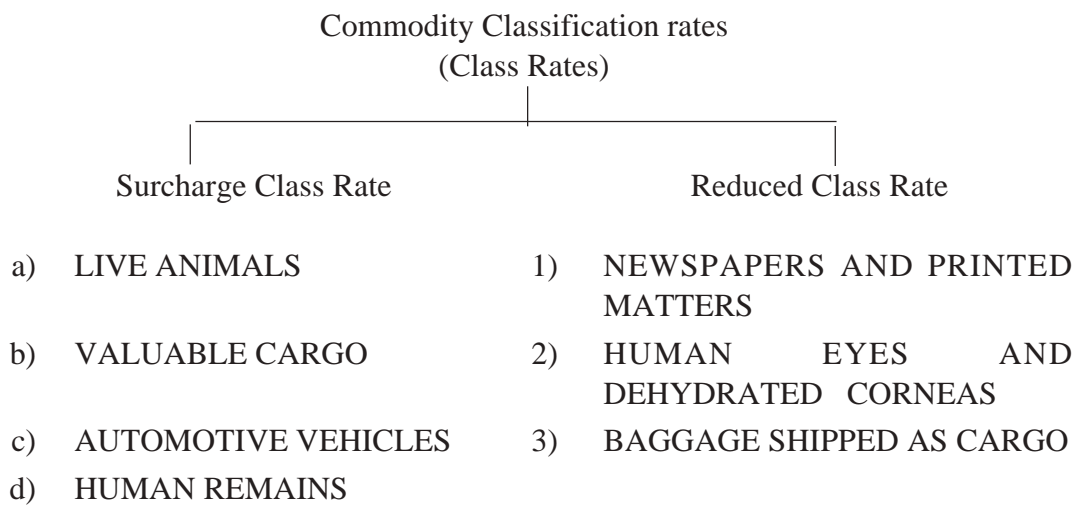 Commodity Classification rates
(Class Rates)
Surcharge Class Rate
Reduced Class Rate
a) LIVE ANIMALS
1) NEWSPAPERS AND PRINTED
MATTERS
b) VALUABLE CARGO
2) HUMAN EYES AND
DEHYDRATED CORNEAS
c) AUTOMOTIVE VEHICLES
3) BAGGAGE SHIPPED AS CARGO
d) HUMAN REMAINS